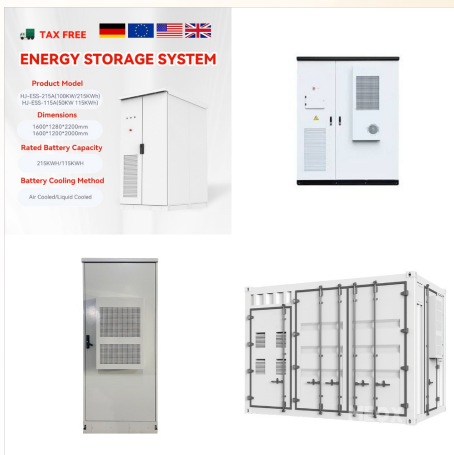 TAX FREE
ENERGY STORAGE SYSTEM
Product Model
HJ-ESS-215A(100KW/215KWh)
HJ-ESS-115A(50KW 115KWh)
Dimensions
1600*1280*2200mm
1600*1200*2000mm
Rated Battery Capacity
215KWH/115KWH
Battery Cooling Method
Air Cooled/Liquid Cooled